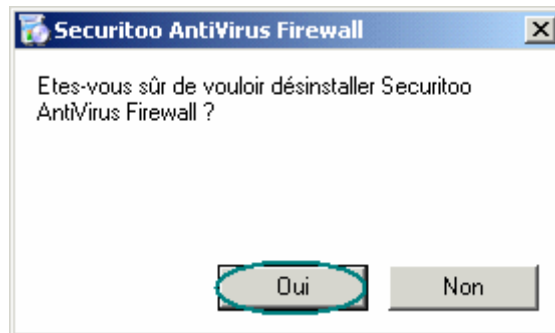 Securitoo AntiVirus Firewall
Etes-vous sûr de vouloir désinstaller Securitoo
AntiVirus Firewall ?
Oui
Non